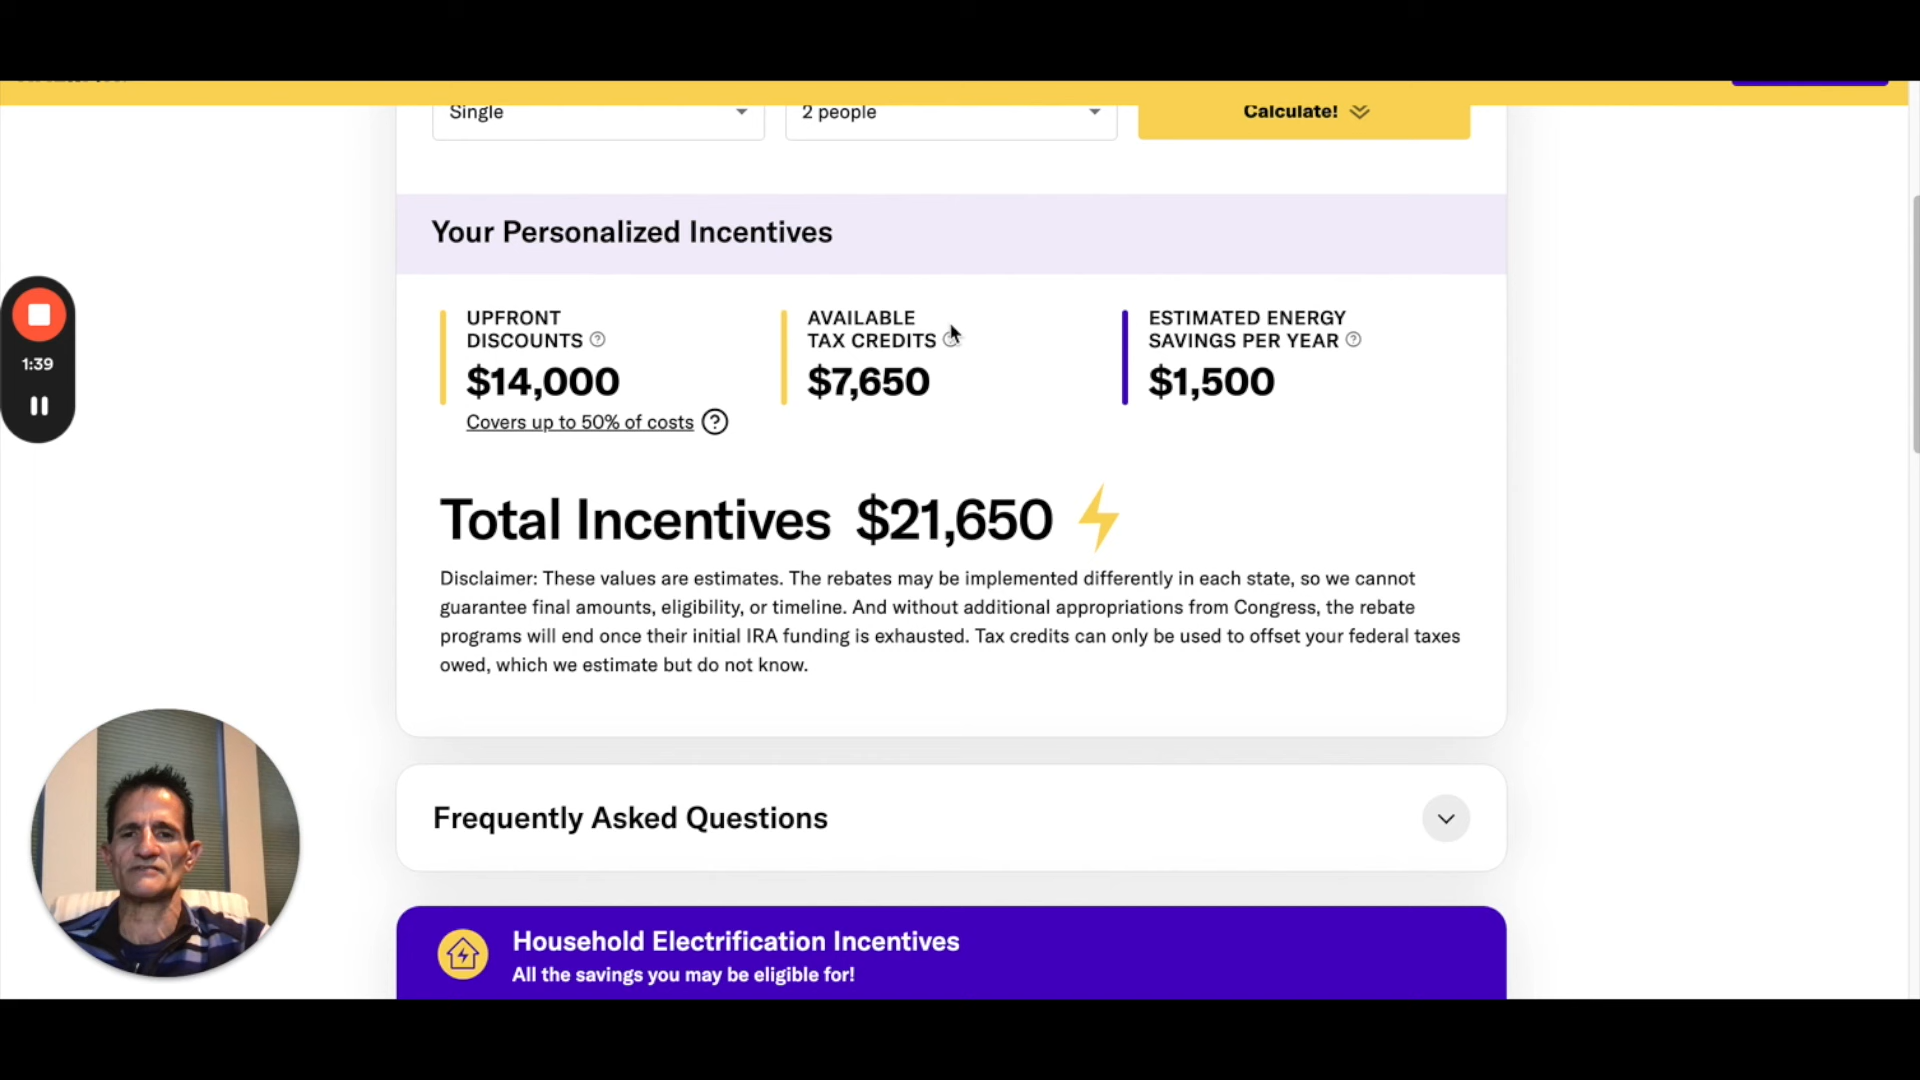 Single
2 people
Calculate!
Your Personalized Incentives
UPFRONT
DISCOUNTS ?
$14,000
Covers up to 50% of costs ?
AVAILABLE
TAX CREDITS
$7,650
ESTIMATED ENERGY
SAVINGS PER YEAR ?
$1,500
1:39
Total Incentives $21,650
Disclaimer: These values are estimates. The rebates may be implemented differently in each state, so we cannot
guarantee final amounts, eligibility, or timeline. And without additional appropriations from Congress, the rebate
programs will end once their initial IRA funding is exhausted. Tax credits can only be used to offset your federal taxes
owed, which we estimate but do not know.
Frequently Asked Questions
Household Electrification Incentives
All the savings you may be eligible for!